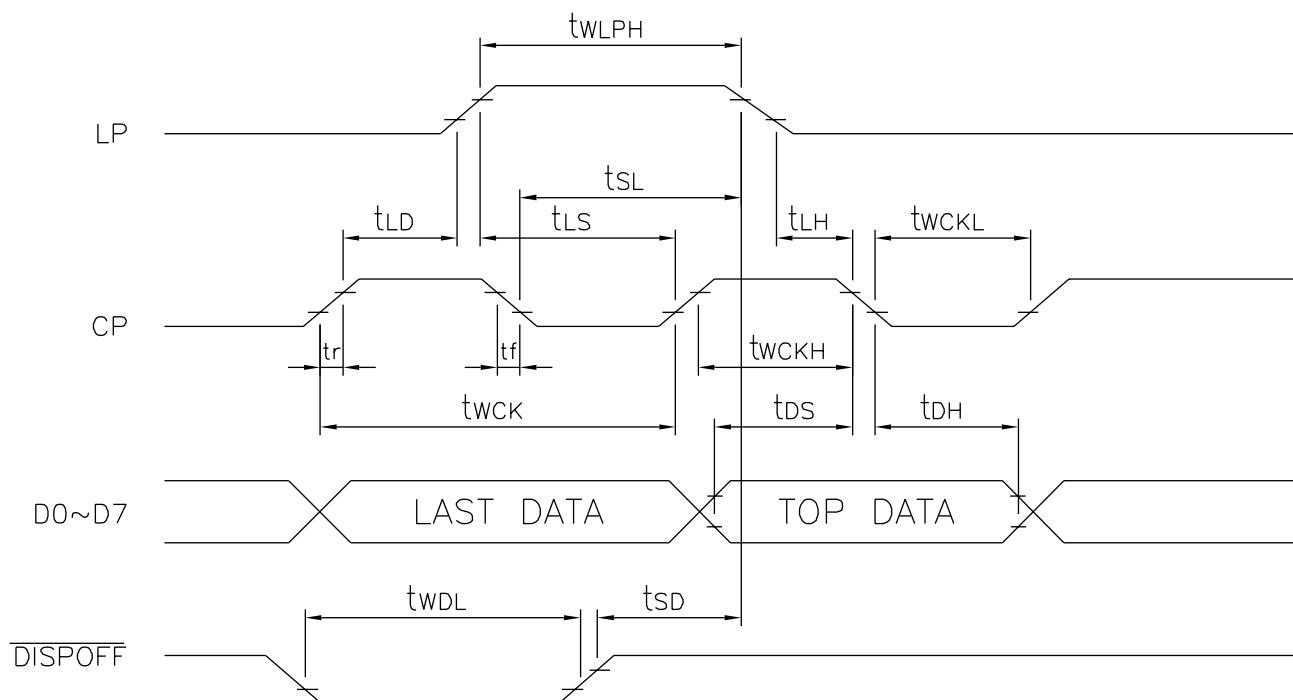 tWLPH
LP
tSL
tLD
tLS
tLH
tWCKL
CP
tr
tf
tWCKH
tWCK
tDS
tDH
D0~D7
LAST DATA
TOP DATA
tWDL
tSD
DISPOFF